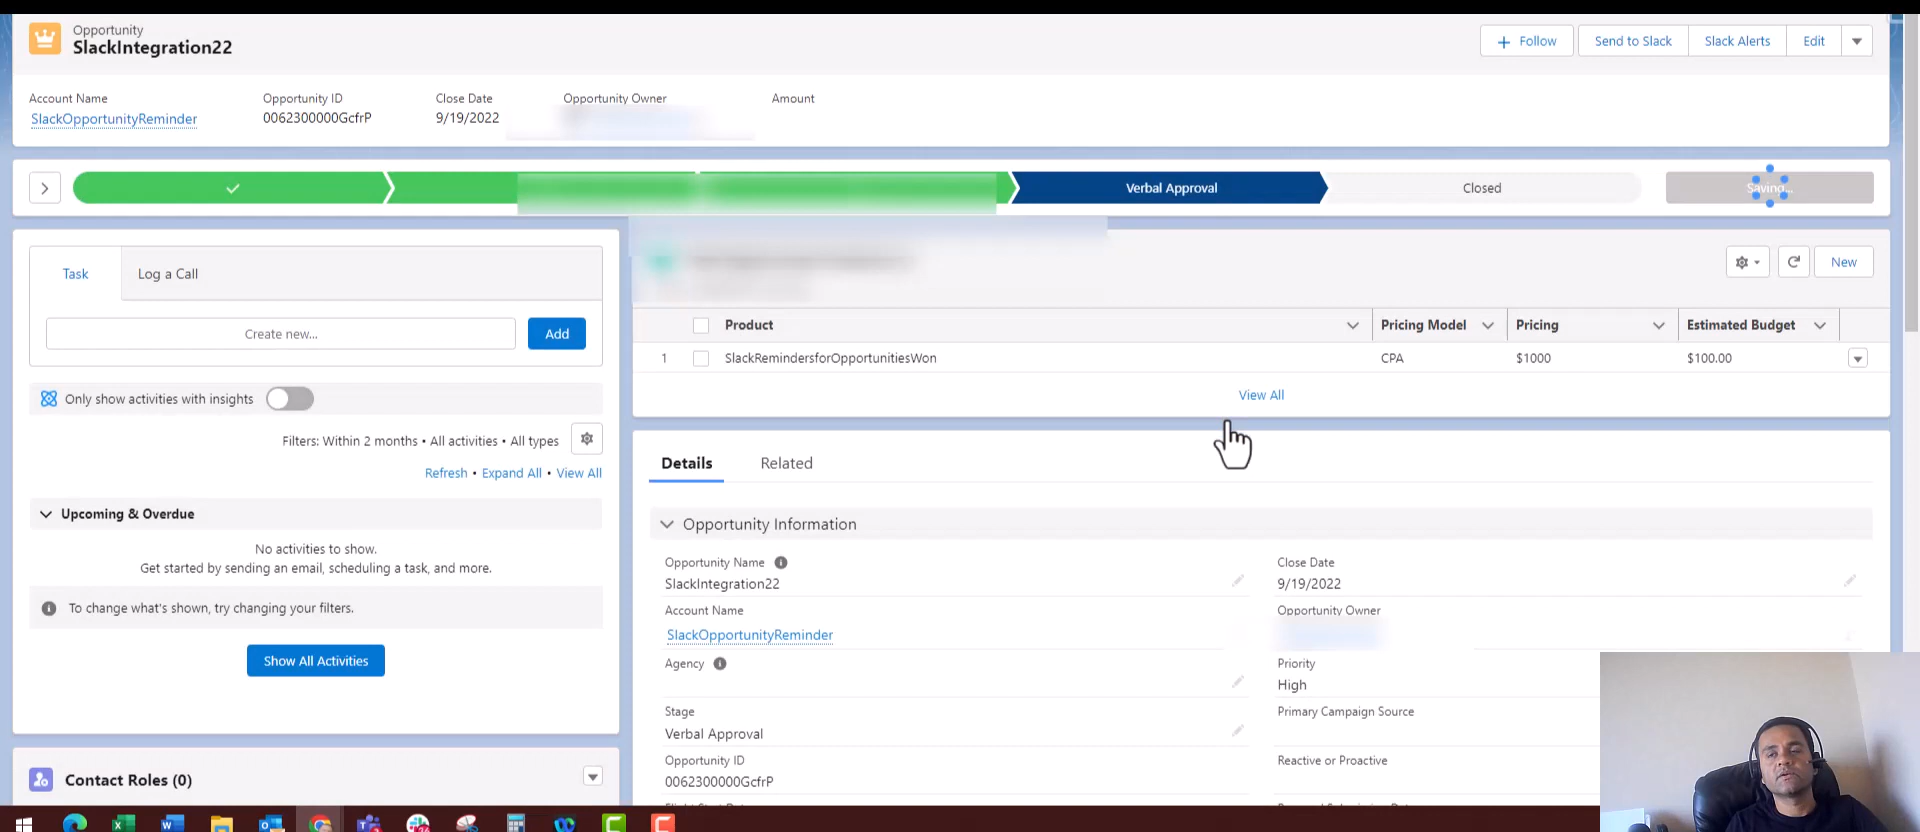 Opportunity
SlackIntegration22
Follow
Send to Slack
Slack Alerts
Edit
Account Name
Opportunity ID
Close Date
Opportunity Owner
Amount
SlackOpportunityReminder
0062300000GcfrP
9/19/2022
Verbal Approval
Closed
Saving...
Task
Log a Call
New
Create new...
Add
Product
Pricing Model
Pricing
Estimated Budget
1
SlackRemindersforOpportunitiesWon
CPA
$1000
$100.00
View All
Only show activities with insights
Filters: Within 2 months • All activities • All types
Refresh • Expand All • View All
Upcoming & Overdue
No activities to show.
Get started by sending an email, scheduling a task, and more.
To change what's shown, try changing your filters.
Show All Activities
Contact Roles (0)
Details
Related
Opportunity Information
Opportunity Name
SlackIntegration22
Close Date
9/19/2022
Account Name
SlackOpportunityReminder
Opportunity Owner
Agency
Priority
High
Stage
Verbal Approval
Primary Campaign Source
Opportunity ID
0062300000GcfrP
Reactive or Proactive